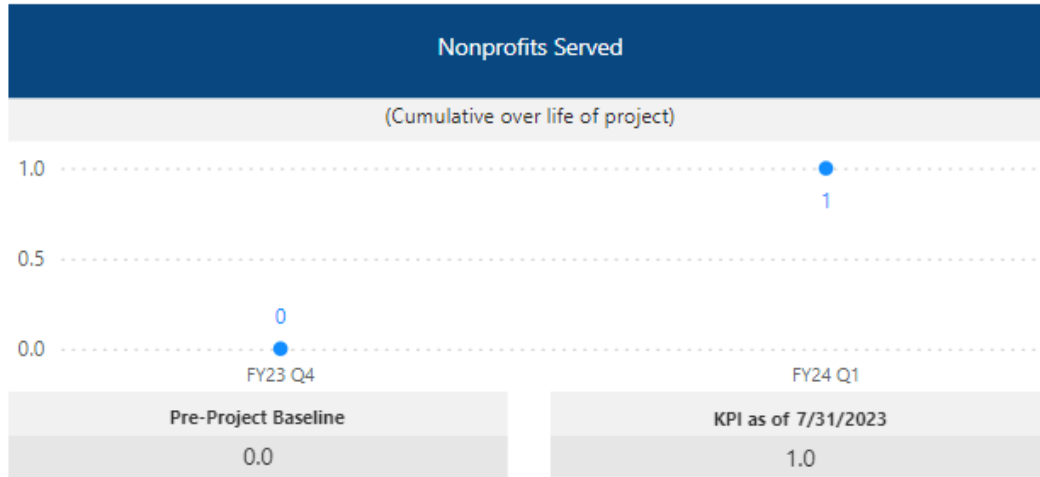 Nonprofits Served
(Cumulative over life of project)
1.0
1
0.5
0
0.0
FY23 Q4 FY24 Q1
Pre-Project Baseline KPI as of 7/31/2023
0.0 1.0